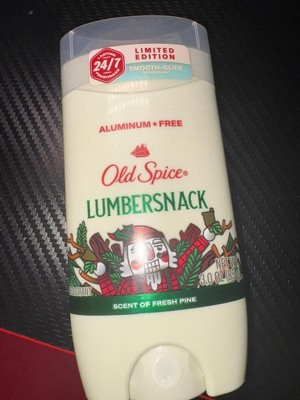 24/7
LIMITED
EDITION
SMOOTH-GLIDE
ALUMINUM★FREE
Old Spice®
LUMBERSNACK
SCENT OF FRESH PINE